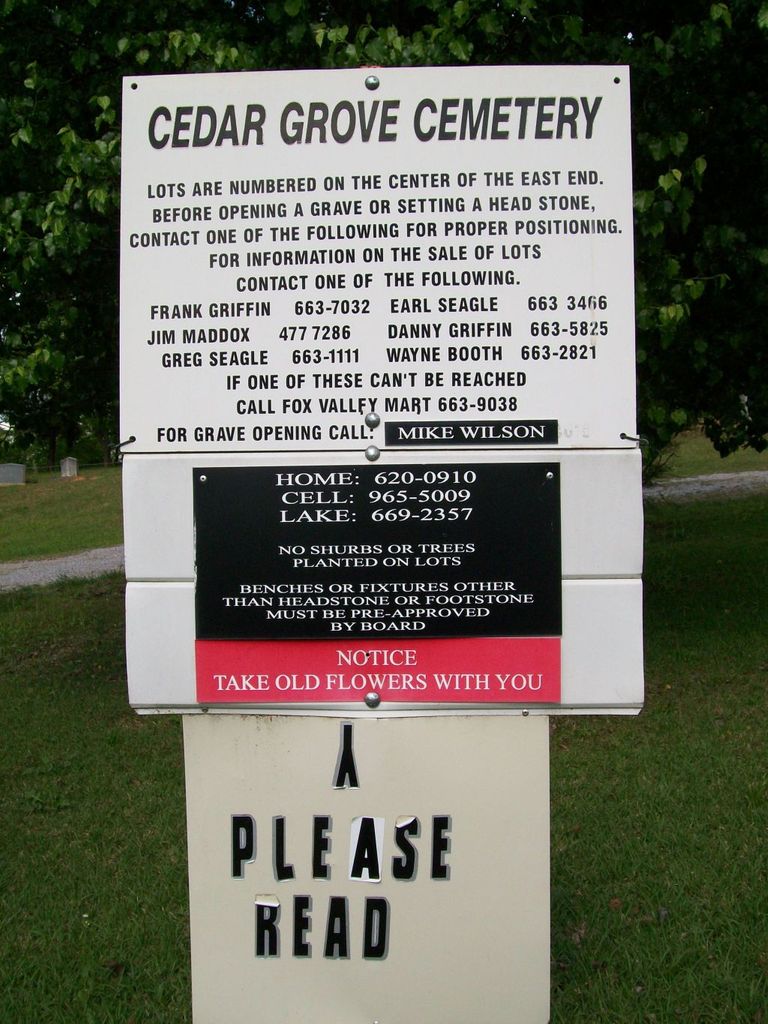 CEDAR GROVE CEMETERY
LOTS ARE NUMBERED ON THE CENTER OF THE EAST END.
BEFORE OPENING A GRAVE OR SETTING A HEAD STONE,
CONTACT ONE OF THE FOLLOWING FOR PROPER POSITIONING.
FOR INFORMATION ON THE SALE OF LOTS
CONTACT ONE OF THE FOLLOWING.
FRANK GRIFFIN 663-7032 EARL SEAGLE 663 3466
JIM MADDOX 477 7286 DANNY GRIFFIN 663-5825
GREG SEAGLE 663-1111 WAYNE BOOTH 663-2821
IF ONE OF THESE CAN'T BE REACHED
CALL FOX VALLEY MART 663-9038
FOR GRAVE OPENING CALL: MIKE WILSON
HOME: 620-0910
CELL: 965-5009
LAKE: 669-2357
NO SHURBS OR TREES
PLANTED ON LOTS
BENCHES OR FIXTURES OTHER
THAN HEADSTONE OR FOOTSTONE
MUST BE PRE-APPROVED
BY BOARD
NOTICE
TAKE OLD FLOWERS WITH YOU
PLEASE
READ